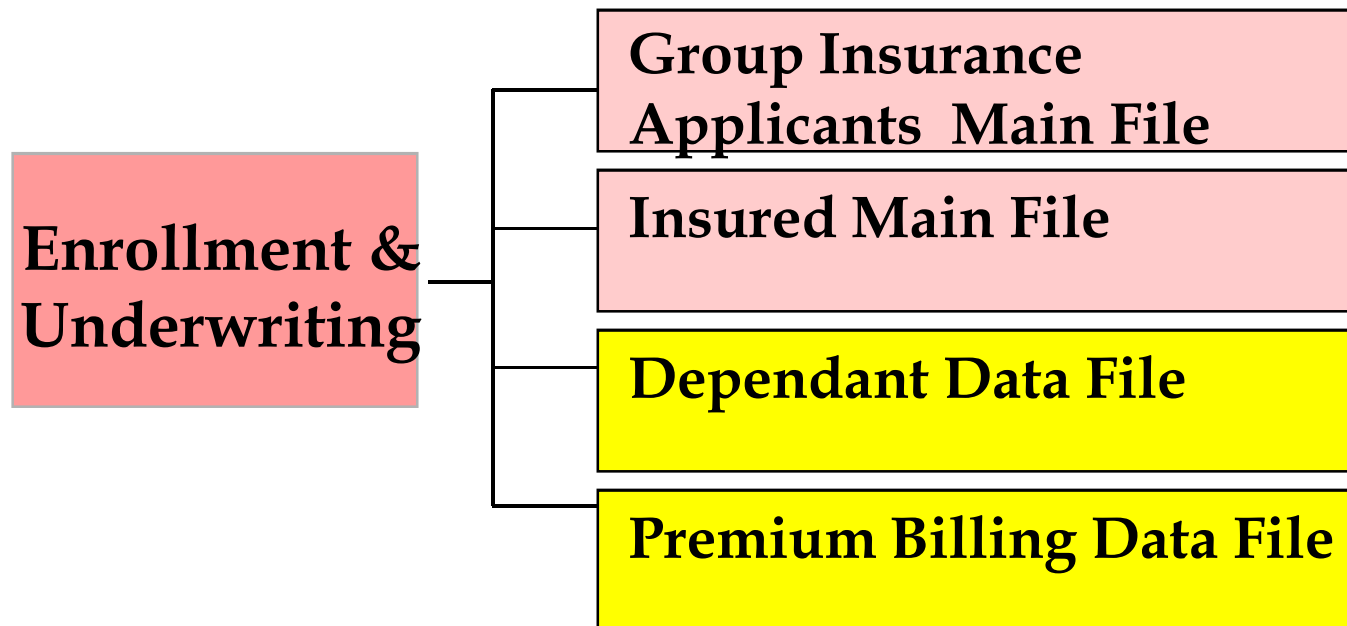 Enrollment &
Underwriting
Group Insurance
Applicants Main File
Insured Main File
Dependant Data File
Premium Billing Data File